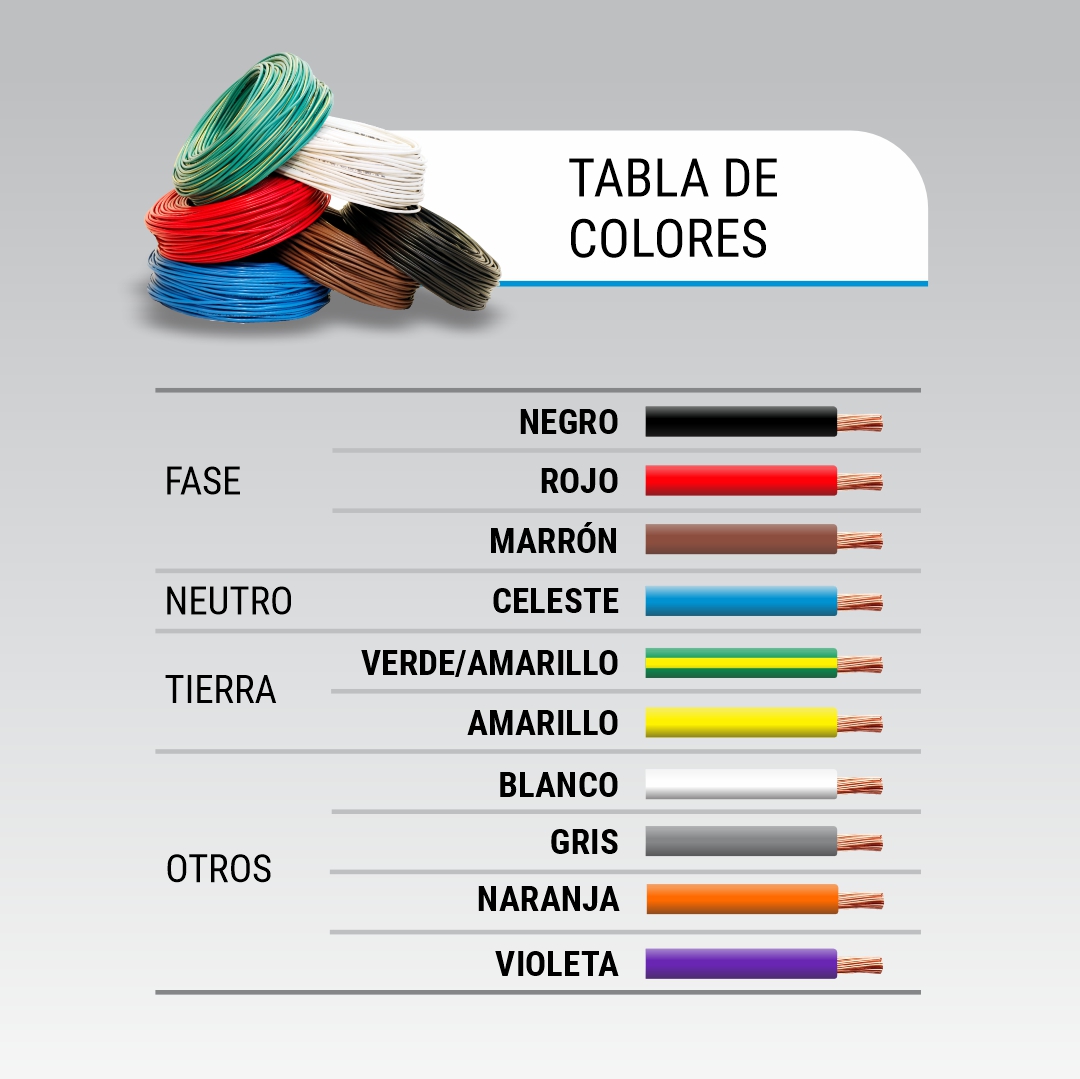 TABLA DE
COLORES
FASE
NEGRO
ROJO
MARRÓN
NEUTRO
CELESTE
TIERRA
VERDE/AMARILLO
AMARILLO
OTROS
BLANCO
GRIS
NARANJA
VIOLETA